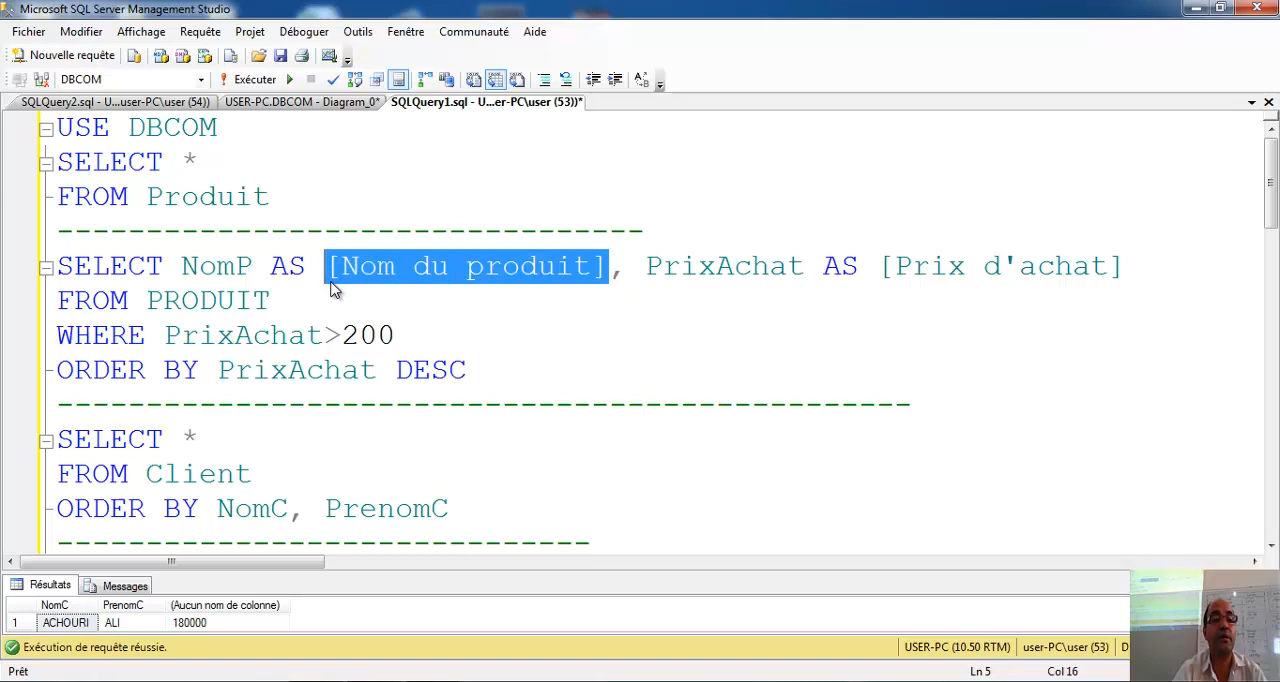 Microsoft SQL Server Management Studio
Fichier Modifier Affichage Requête Projet Déboguer Outils Fenêtre Communauté Aide
Nouvelle requête
DBCOM Exécuter
SQLQuery2.sql - U...user-PC\user (54)) USER-PC.DBCOM - Diagram_0* SQLQuery1.sql - U...er-PC\user (53))*
USE DBCOM
SELECT *
FROM Produit
---------------------------------
SELECT NomP AS [Nom du produit], PrixAchat AS [Prix d'achat]
FROM PRODUIT
WHERE PrixAchat>200
ORDER BY PrixAchat DESC
------------------------------------------------
SELECT *
FROM Client
ORDER BY NomC, PrenomC
------------------------------
Résultats Messages
NomC PrenomC (Aucun nom de colonne)
1 ACHOURI ALI 180000
Exécution de requête réussie. USER-PC (10.50 RTM) user-PC\user (53) D
Prêt Ln 5 Col 16